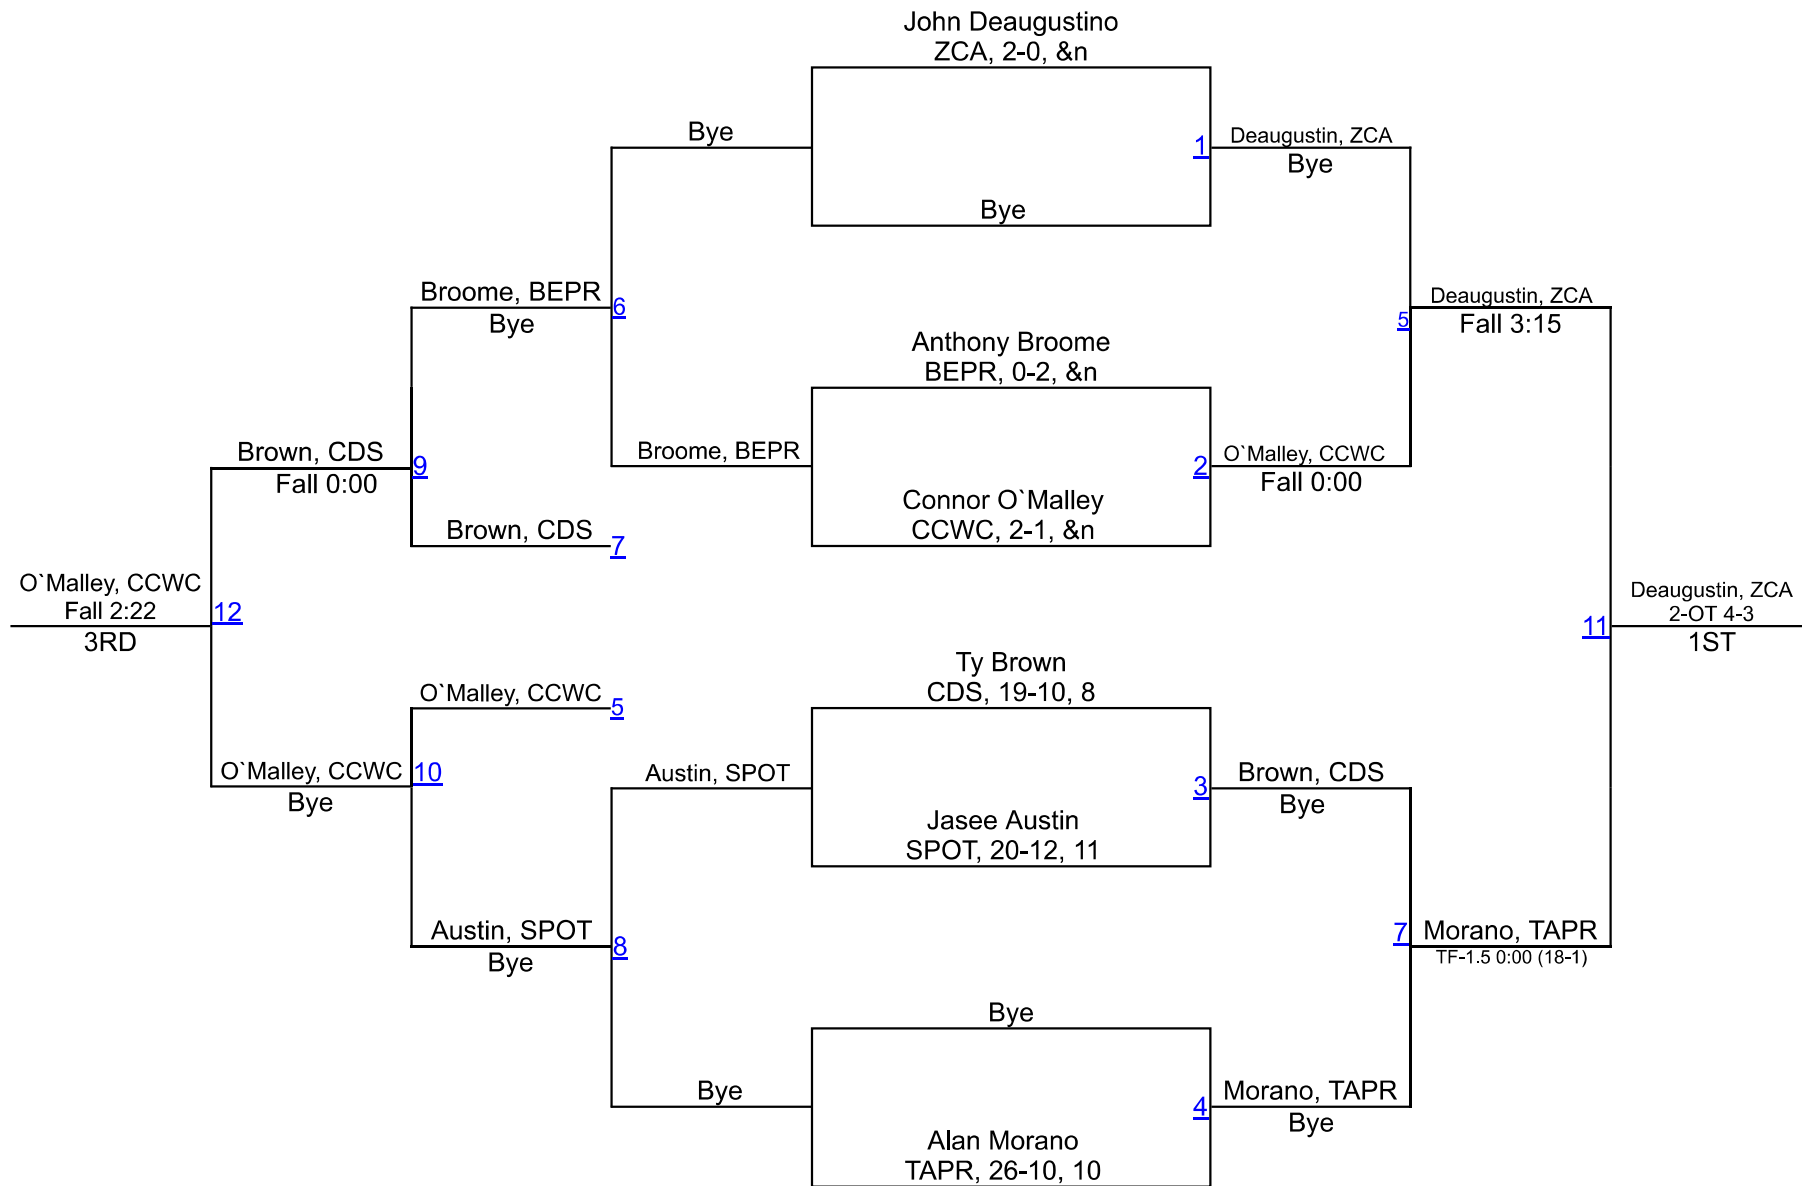 John Deaugustino
ZCA, 2-0, &n
Bye
1
Deaugustin, ZCA
Bye
Bye
Broome, BEPR
Bye
6
Deaugustin, ZCA
Fall 3:15
5
Anthony Broome
BEPR, 0-2, &n
Brown, CDS
Fall 0:00
9
Broome, BEPR
2
O`Malley, CCWC
Fall 0:00
Connor O`Malley
CCWC, 2-1, &n
Brown, CDS
7
O`Malley, CCWC
Fall 2:22
3RD
12
11
Deaugustin, ZCA
2-OT 4-3
1ST
Ty Brown
CDS, 19-10, 8
O`Malley, CCWC
5
O`Malley, CCWC
Bye
10
Austin, SPOT
3
Brown, CDS
Bye
Jasee Austin
SPOT, 20-12, 11
Austin, SPOT
Bye
8
7
Morano, TAPR
TF-1.5 0:00 (18-1)
Bye
Bye
4
Morano, TAPR
Bye
Alan Morano
TAPR, 26-10, 10